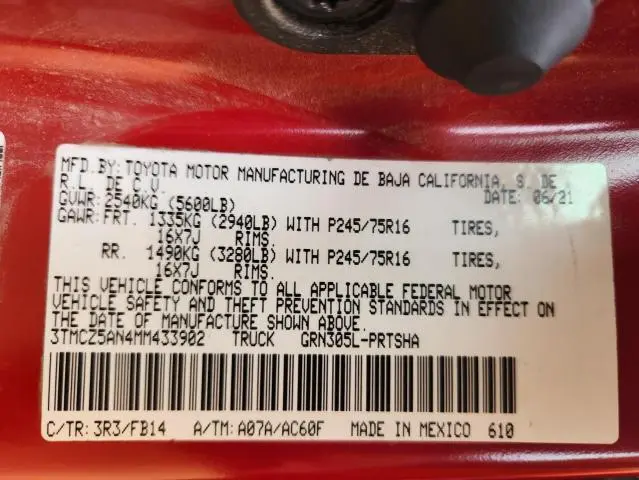 MFD.BY: TOYOTA MOTOR MANUFACTURING DE BAJA CALIFORNIA, S. DE
R.L. DE C.V. DATE: 06/21
GVWR: 2540KG (5600LB)
GAWR: FRT. 1335KG (2940LB) WITH P245/75R16 TIRES,
16X7J RIMS.
RR. 1490KG (3280LB) WITH P245/75R16 TIRES,
16X7J RIMS.
THIS VEHICLE CONFORMS TO ALL APPLICABLE FEDERAL MOTOR
VEHICLE SAFETY AND THEFT PREVENTION STANDARDS IN EFFECT ON
THE DATE OF MANUFACTURE SHOWN ABOVE.
3TMCZ5AN4MM433902 TRUCK GRN305L-PRTSHA
C/TR: 3R3/FB14 A/TM: A07A/AC60F MADE IN MEXICO 610